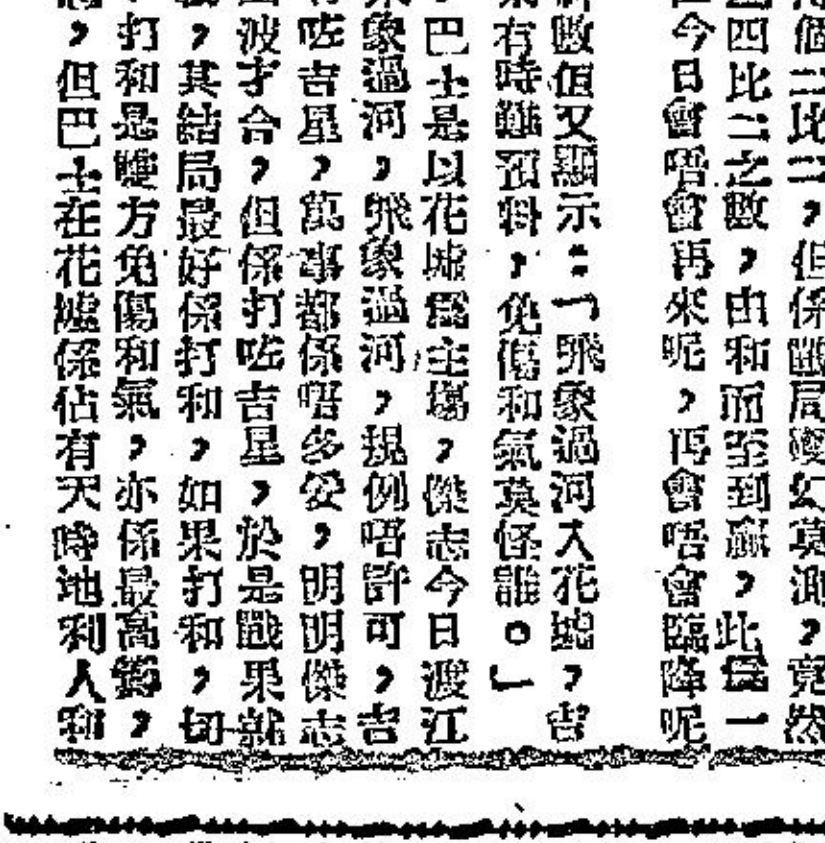 個二比二，但係戰局變幻莫測，竟然
四比二之數，由和而至到贏，此為一
今日會唔會再來呢，再會唔會臨降呢
數但又顯示：「飛象過河入花墟，吉
有時難預料，免傷和氣莫怪誰。」
巴士是以花墟為主場，傑志今日渡江
象過河，飛象過河，規例唔許可，吉
咗吉星，萬事都係唔多妥，明明傑志
波才合，但係打咗吉星，於是戰果就
，其結局最好係打和，如果打和，切
打和是雙方免傷和氣，亦係最高籌，
，但巴士在花墟係佔有天時地利人和